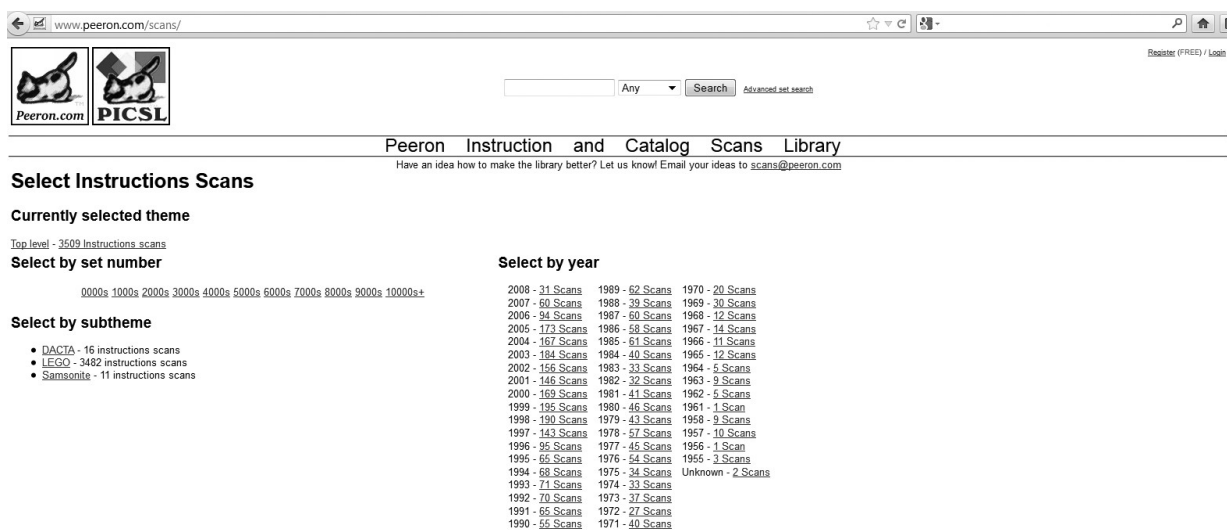 www.peeron.com/scans/
Register (FREE) / Login
Peeron.com
TM
PICSL
Any
Search
Advanced set search
Peeron Instruction and Catalog Scans Library
Have an idea how to make the library better? Let us know! Email your ideas to scans@peeron.com
Select Instructions Scans
Currently selected theme
Top level - 3509 Instructions scans
Select by set number
0000s 1000s 2000s 3000s 4000s 5000s 6000s 7000s 8000s 9000s 10000s+
Select by subtheme
DACTA - 16 instructions scans
LEGO - 3482 instructions scans
Samsonite - 11 instructions scans
Select by year
2008 - 31 Scans
2007 - 60 Scans
2006 - 94 Scans
2005 - 173 Scans
2004 - 167 Scans
2003 - 184 Scans
2002 - 156 Scans
2001 - 146 Scans
2000 - 169 Scans
1999 - 195 Scans
1998 - 190 Scans
1997 - 143 Scans
1996 - 95 Scans
1995 - 65 Scans
1994 - 68 Scans
1993 - 71 Scans
1992 - 70 Scans
1991 - 65 Scans
1990 - 55 Scans
1989 - 62 Scans
1988 - 39 Scans
1987 - 60 Scans
1986 - 58 Scans
1985 - 61 Scans
1984 - 40 Scans
1983 - 33 Scans
1982 - 32 Scans
1981 - 41 Scans
1980 - 46 Scans
1979 - 43 Scans
1978 - 57 Scans
1977 - 45 Scans
1976 - 54 Scans
1975 - 34 Scans
1974 - 33 Scans
1973 - 37 Scans
1972 - 27 Scans
1971 - 40 Scans
1970 - 20 Scans
1969 - 30 Scans
1968 - 12 Scans
1967 - 14 Scans
1966 - 11 Scans
1965 - 12 Scans
1964 - 5 Scans
1963 - 9 Scans
1962 - 5 Scans
1961 - 1 Scan
1958 - 9 Scans
1957 - 10 Scans
1956 - 1 Scan
1955 - 3 Scans
Unknown - 2 Scans